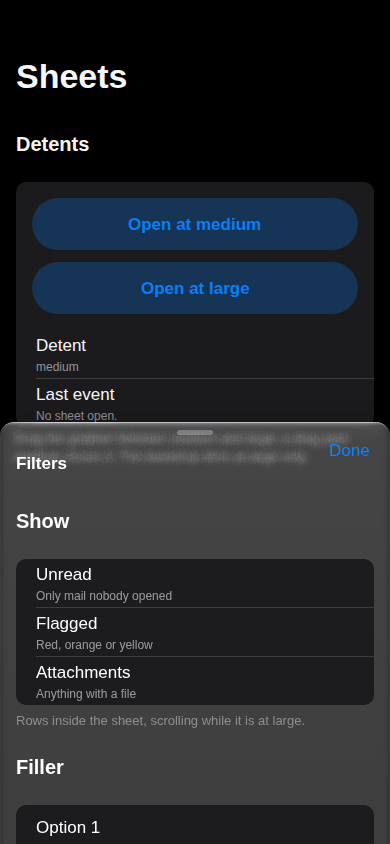 Sheets
Detents
Open at medium
Open at large
Detent
medium
Last event
No sheet open.
Done
Filters
Show
Unread
Only mail nobody opened
Flagged
Red, orange or yellow
Attachments
Anything with a file
Rows inside the sheet, scrolling while it is at large.
Filler
Option 1